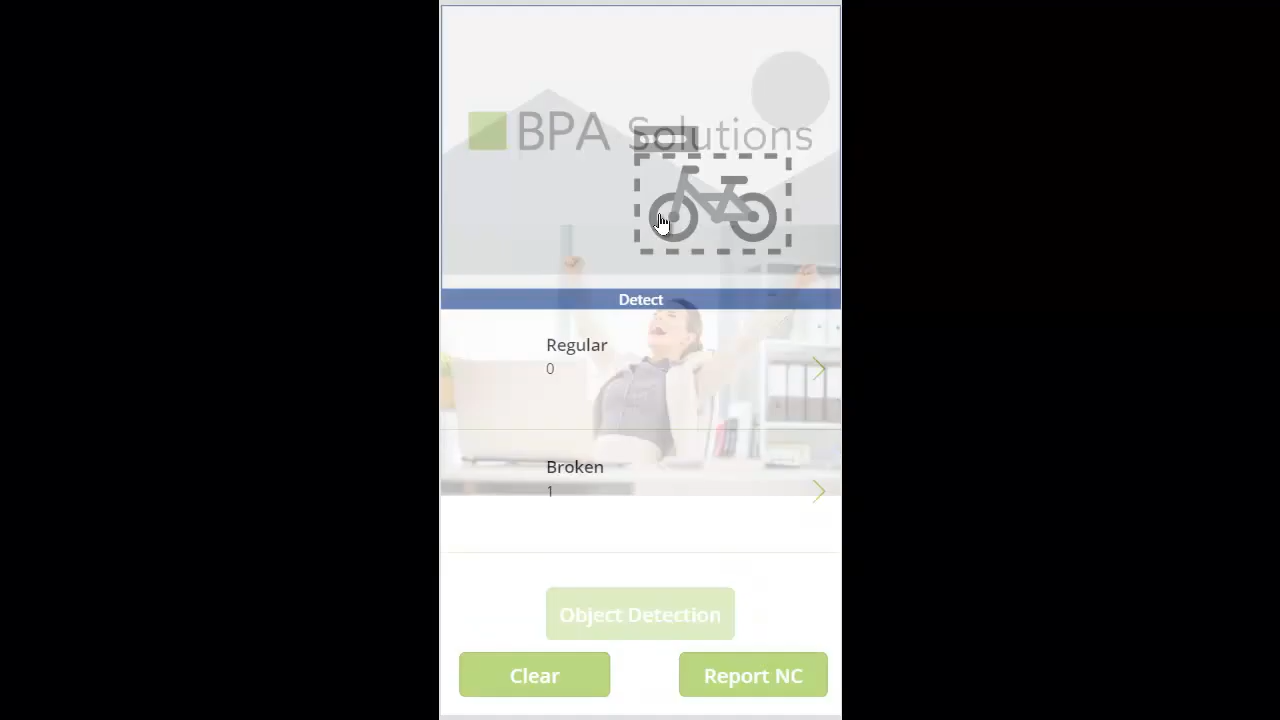 BPA Solutions
Detect
Regular
0
Broken
1
Object Detection
Clear
Report NC